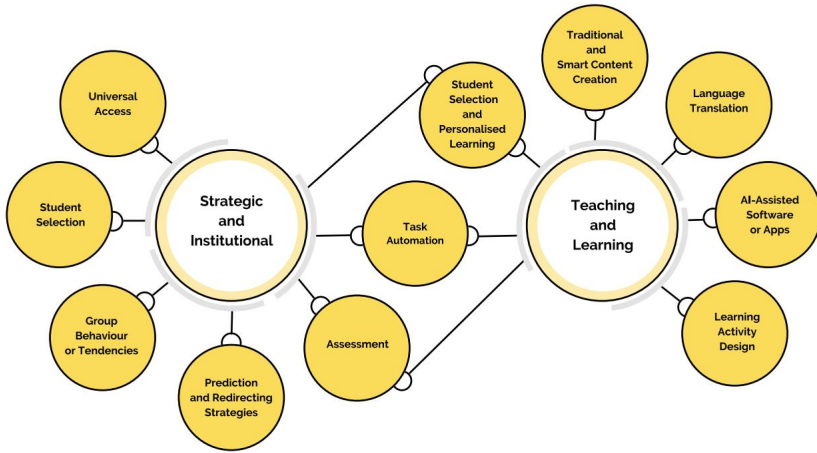 Universal
Access
Student
Selection
Group
Behaviour
or Tendencies
Prediction
and Redirecting
Strategies
Assessment
Strategic
and
Institutional
Task
Automation
Student
Selection
and
Personalised
Learning
Traditional
and
Smart Content
Creation
Language
Translation
AI-Assisted
Software
or Apps
Learning
Activity
Design
Teaching
and
Learning